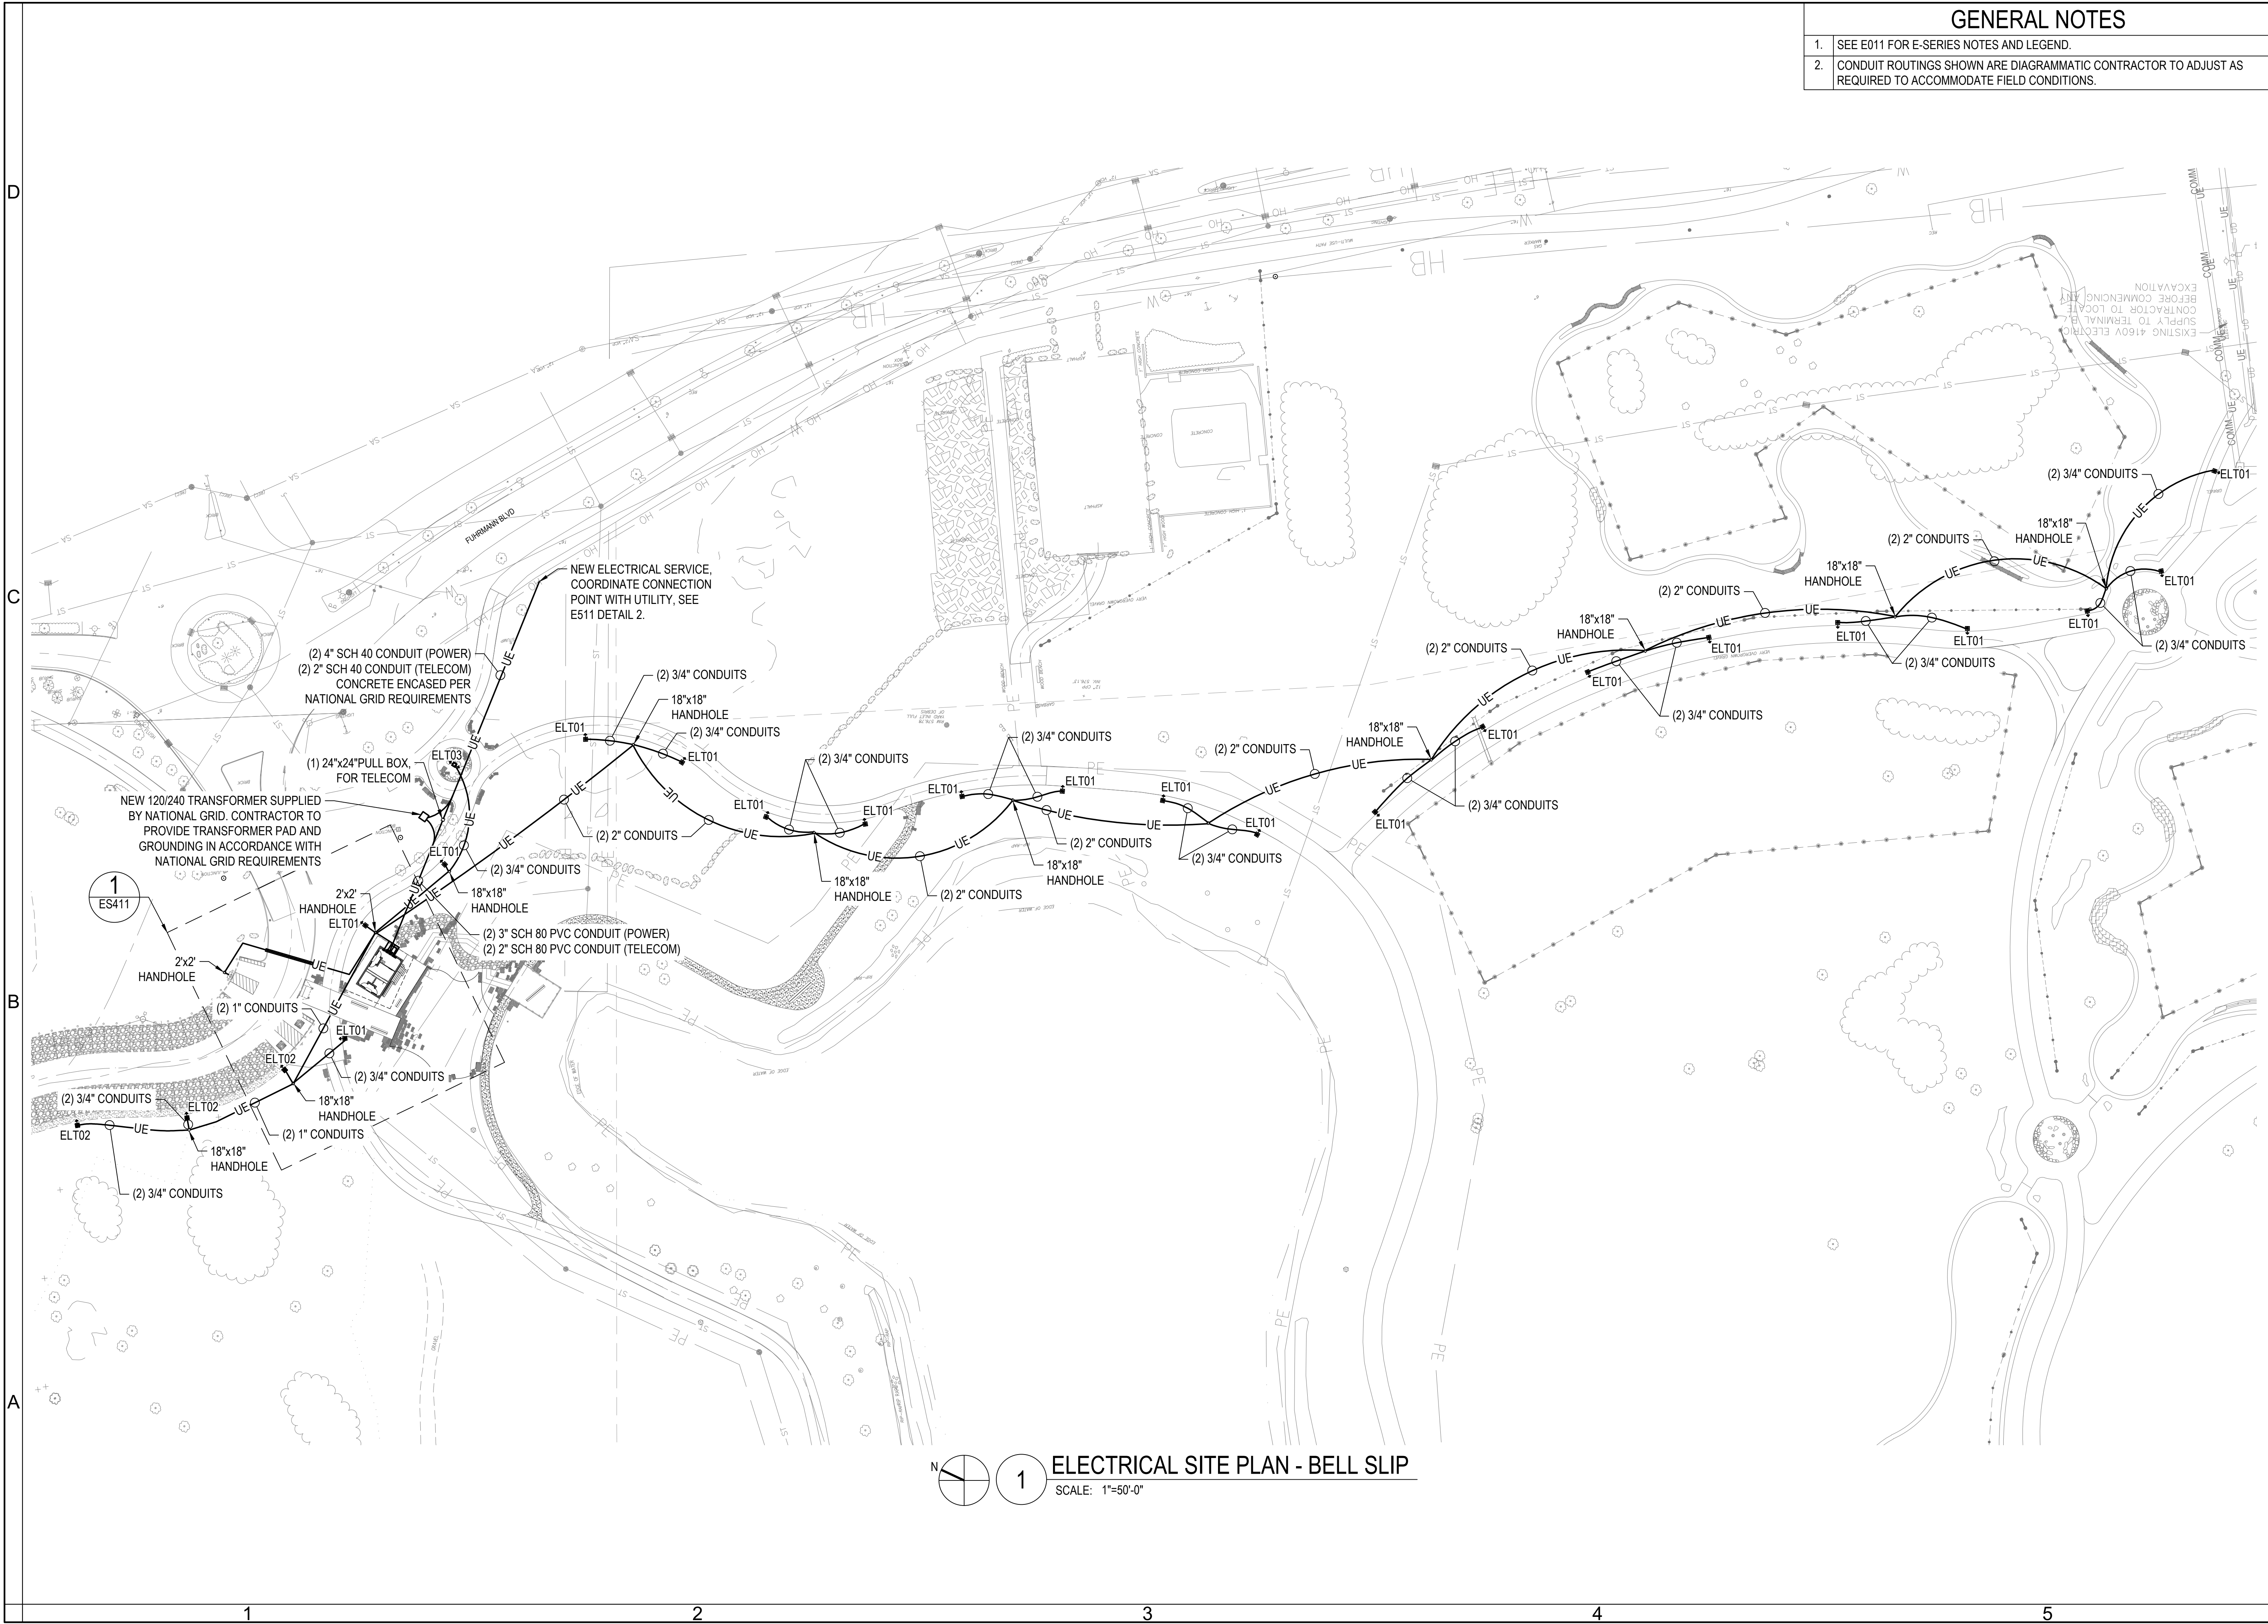 GENERAL NOTES
1. SEE E011 FOR E-SERIES NOTES AND LEGEND.
2. CONDUIT ROUTINGS SHOWN ARE DIAGRAMMATIC CONTRACTOR TO ADJUST AS
REQUIRED TO ACCOMMODATE FIELD CONDITIONS.
D
C
B
A
EXISTING 4160V ELECTRIC
SUPPLY TO TERMINAL B,
CONTRACTOR TO LOCATE
BEFORE COMMENCING ANY
EXCAVATION
FUHRMANN BLVD
MULTI-USE PATH
NEW ELECTRICAL SERVICE,
COORDINATE CONNECTION
POINT WITH UTILITY, SEE
E511 DETAIL 2.
(2) 4" SCH 40 CONDUIT (POWER)
(2) 2" SCH 40 CONDUIT (TELECOM)
CONCRETE ENCASED PER
NATIONAL GRID REQUIREMENTS
ELT03
(1) 24"x24"PULL BOX,
FOR TELECOM
NEW 120/240 TRANSFORMER SUPPLIED
BY NATIONAL GRID. CONTRACTOR TO
PROVIDE TRANSFORMER PAD AND
GROUNDING IN ACCORDANCE WITH
NATIONAL GRID REQUIREMENTS
1
ES411
2'x2'
HANDHOLE
ELT01
2'x2'
HANDHOLE
ELT01
18"x18"
HANDHOLE
(2) 3/4" CONDUITS
(2) 3" SCH 80 PVC CONDUIT (POWER)
(2) 2" SCH 80 PVC CONDUIT (TELECOM)
(2) 1" CONDUITS
ELT01
ELT02
(2) 3/4" CONDUITS
18"x18"
HANDHOLE
(2) 1" CONDUITS
(2) 3/4" CONDUITS
ELT02
ELT02
18"x18"
HANDHOLE
(2) 3/4" CONDUITS
UE
ELT01
(2) 3/4" CONDUITS
18"x18"
HANDHOLE
(2) 3/4" CONDUITS
ELT01
(2) 2" CONDUITS
ELT01
(2) 3/4" CONDUITS
ELT01
18"x18"
HANDHOLE
(2) 2" CONDUITS
ELT01
(2) 3/4" CONDUITS
ELT01
(2) 2" CONDUITS
18"x18"
HANDHOLE
ELT01
ELT01
(2) 3/4" CONDUITS
(2) 2" CONDUITS
18"x18"
HANDHOLE
ELT01
ELT01
(2) 3/4" CONDUITS
(2) 2" CONDUITS
18"x18"
HANDHOLE
ELT01
ELT01
(2) 3/4" CONDUITS
(2) 2" CONDUITS
18"x18"
HANDHOLE
ELT01
ELT01
(2) 3/4" CONDUITS
(2) 2" CONDUITS
18"x18"
HANDHOLE
(2) 3/4" CONDUITS
ELT01
ELT01
ELT01
(2) 3/4" CONDUITS
N
1
ELECTRICAL SITE PLAN - BELL SLIP
SCALE: 1"=50'-0"
1 2 3 4 5